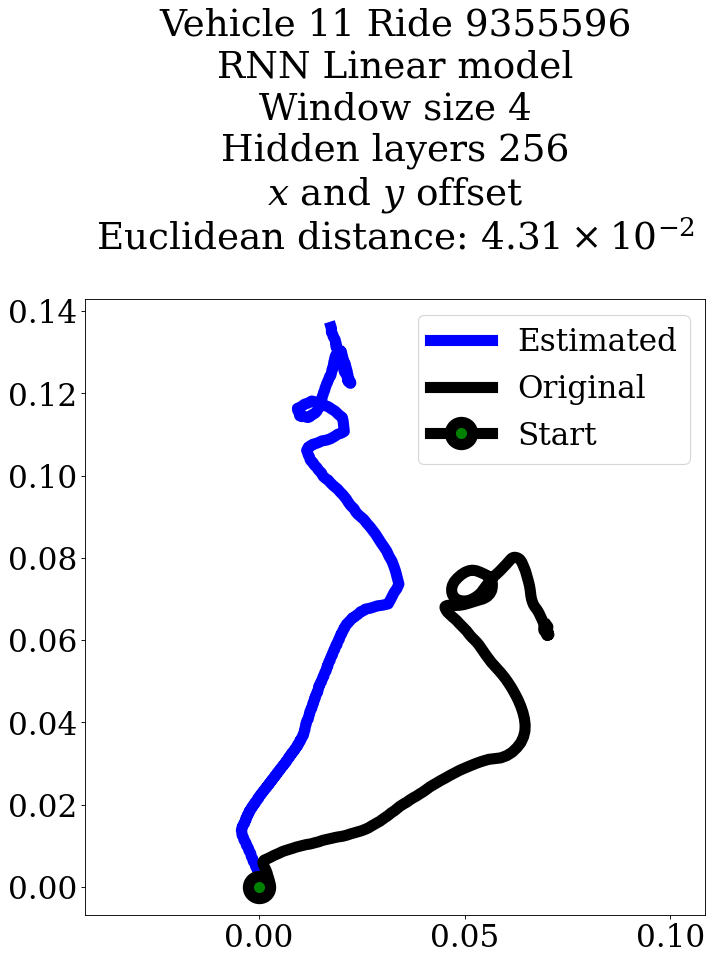 Vehicle 11 Ride 9355596
RNN Linear model
Window size 4
Hidden layers 256
x and y offset
Euclidean distance: 4.31 × 10⁻²
0.14
0.12
0.10
0.08
0.06
0.04
0.02
0.00
Estimated
Original
Start
0.00 0.05 0.10